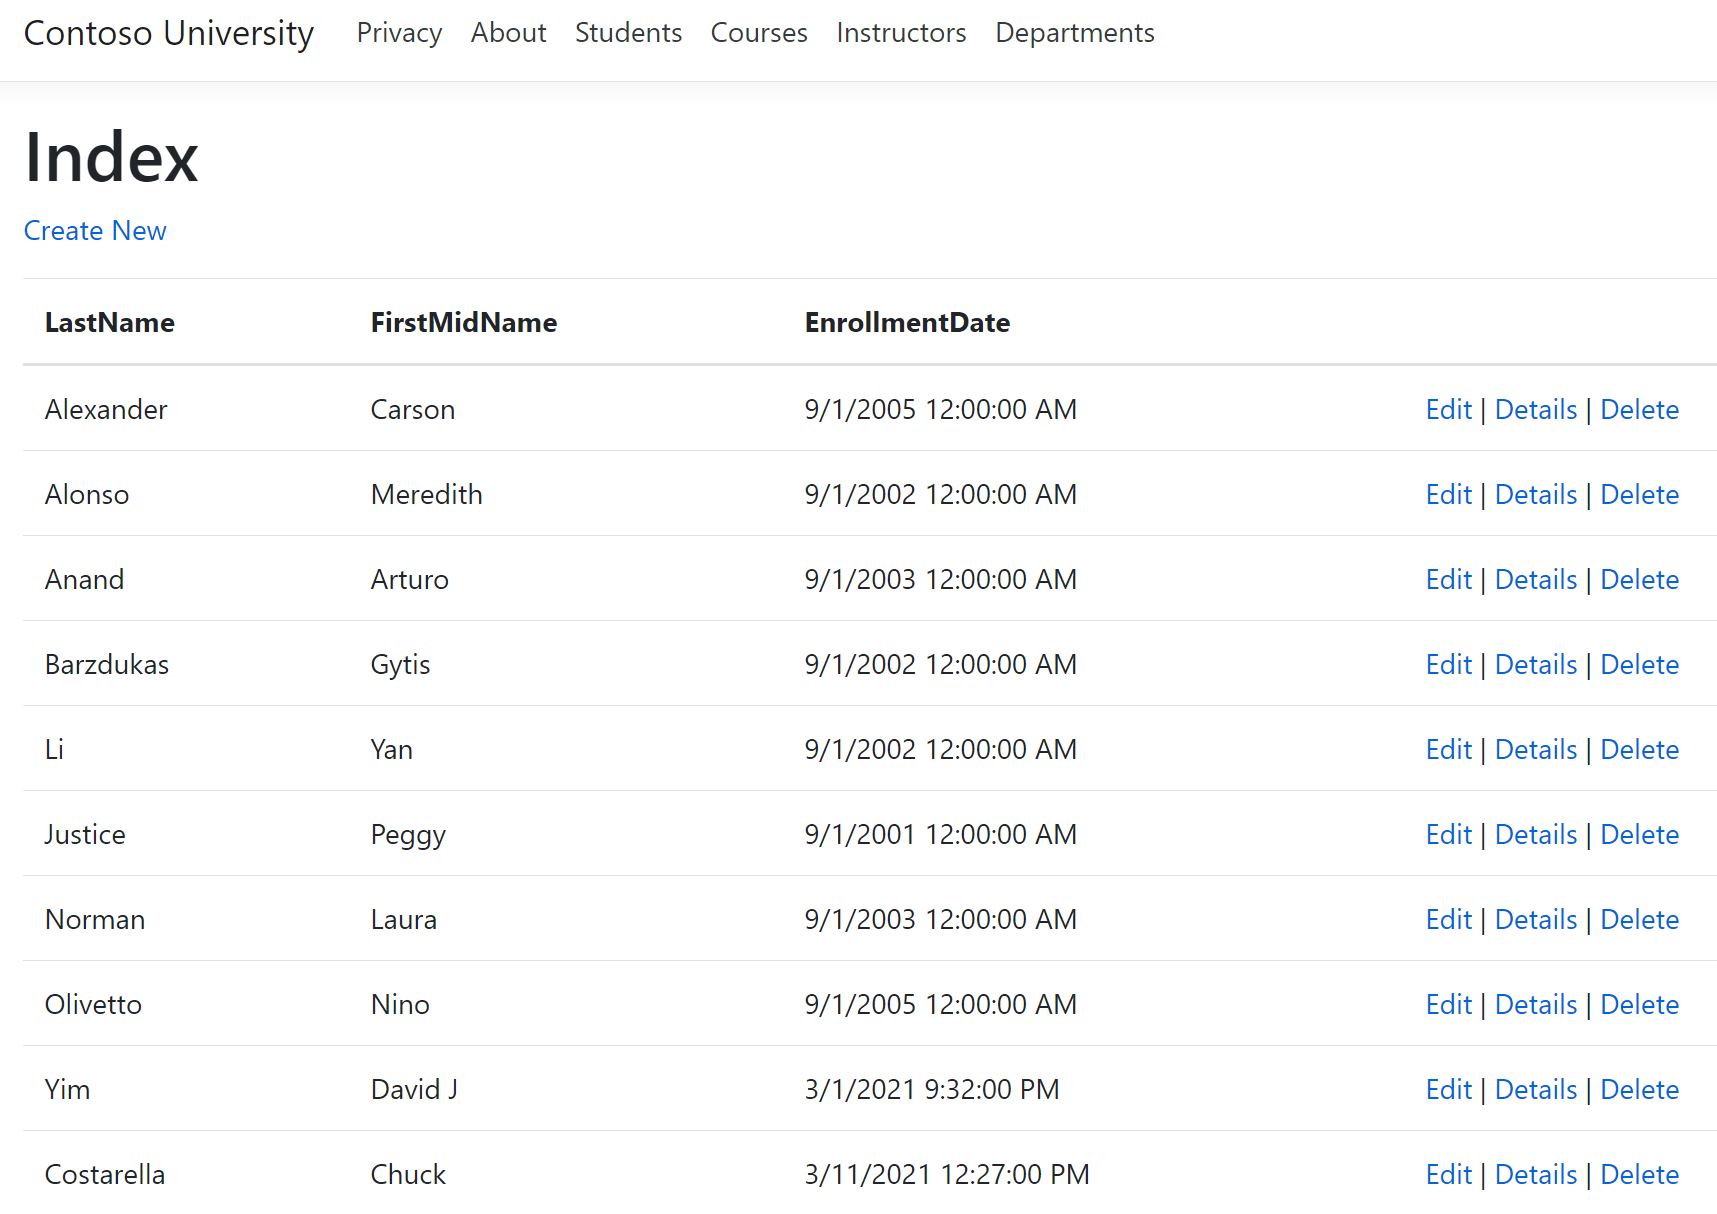 Contoso University Privacy About Students Courses Instructors Departments
Index
Create New
LastName FirstMidName EnrollmentDate
Alexander Carson 9/1/2005 12:00:00 AM Edit | Details | Delete
Alonso Meredith 9/1/2002 12:00:00 AM Edit | Details | Delete
Anand Arturo 9/1/2003 12:00:00 AM Edit | Details | Delete
Barzdukas Gytis 9/1/2002 12:00:00 AM Edit | Details | Delete
Li Yan 9/1/2002 12:00:00 AM Edit | Details | Delete
Justice Peggy 9/1/2001 12:00:00 AM Edit | Details | Delete
Norman Laura 9/1/2003 12:00:00 AM Edit | Details | Delete
Olivetto Nino 9/1/2005 12:00:00 AM Edit | Details | Delete
Yim David J 3/1/2021 9:32:00 PM Edit | Details | Delete
Costarella Chuck 3/11/2021 12:27:00 PM Edit | Details | Delete